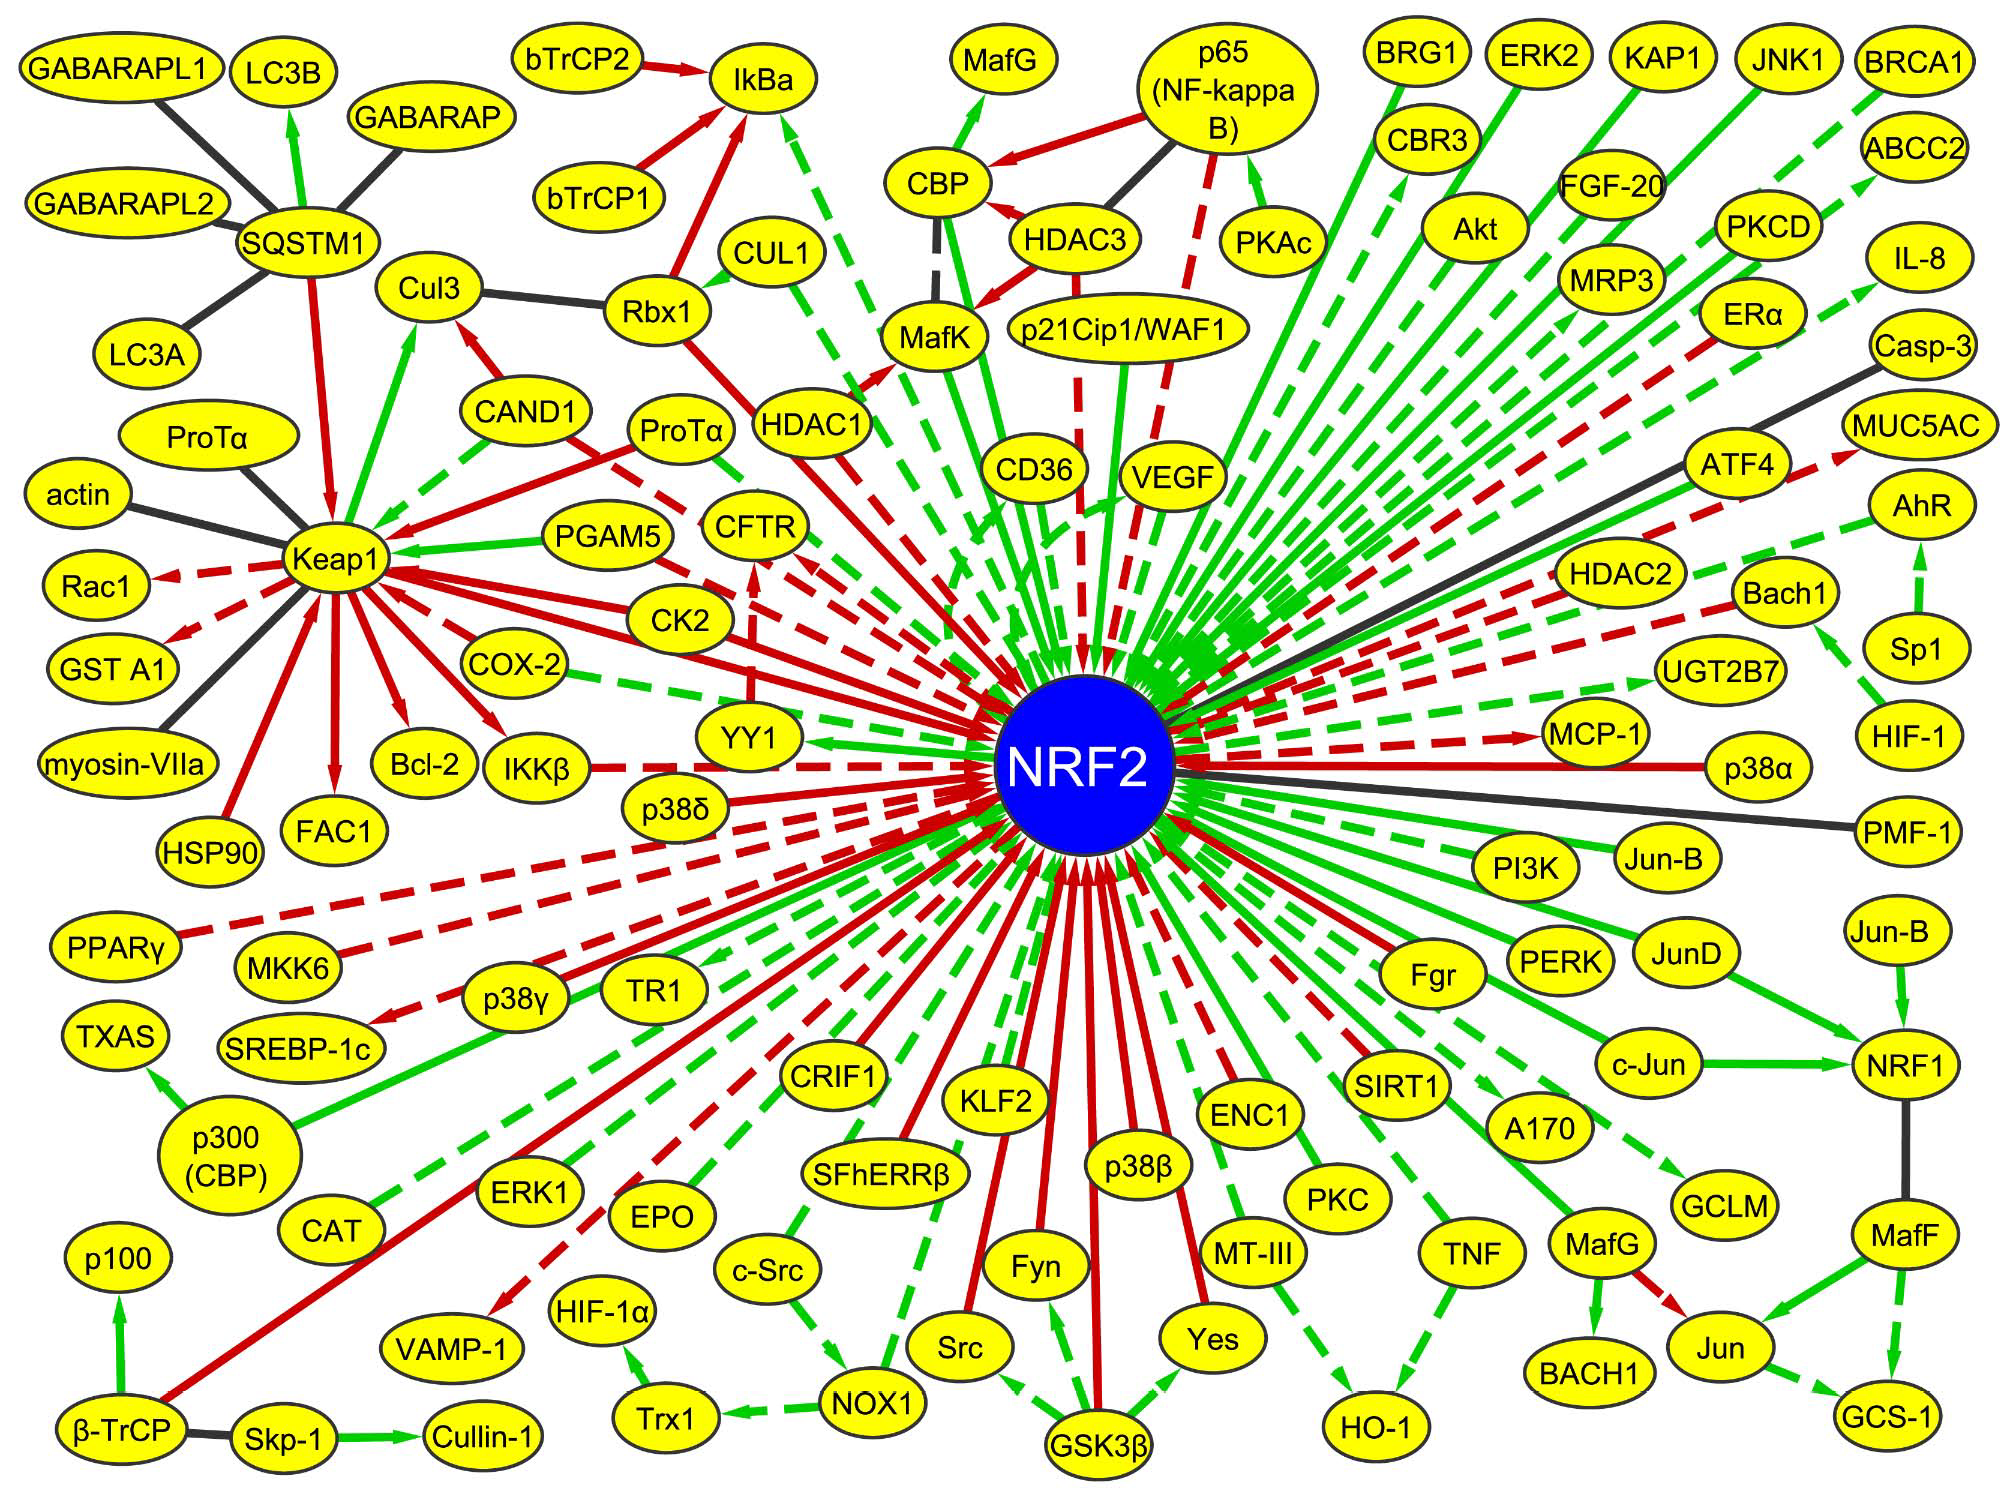 GABARAPL1
LC3B
bTrCP2
IkBa
MafG
p65
(NF-kappa
B)
BRG1
ERK2
KAP1
JNK1
BRCA1
GABARAP
CBR3
ABCC2
GABARAPL2
bTrCP1
CBP
FGF-20
SQSTM1
CUL1
HDAC3
PKAc
Akt
PKCD
IL-8
Cul3
Rbx1
MRP3
ERα
LC3A
MafK
p21Cip1/WAF1
Casp-3
CAND1
ProTα
ProTα
HDAC1
MUC5AC
actin
CD36
VEGF
ATF4
AhR
Keap1
PGAM5
CFTR
HDAC2
Bach1
Rac1
CK2
GST A1
COX-2
UGT2B7
Sp1
myosin-VIIa
Bcl-2
IKKβ
YY1
NRF2
MCP-1
p38α
HIF-1
HSP90
FAC1
p38δ
PI3K
Jun-B
PMF-1
PPARγ
MKK6
p38γ
TR1
Fgr
PERK
JunD
Jun-B
TXAS
SREBP-1c
CRIF1
KLF2
SIRT1
c-Jun
NRF1
p300
(CBP)
CAT
ERK1
EPO
SFhERRβ
p38β
ENC1
PKC
A170
GCLM
p100
c-Src
Fyn
MT-III
TNF
MafG
MafF
HIF-1α
VAMP-1
Src
Yes
BACH1
Jun
β-TrCP
Skp-1
Cullin-1
Trx1
NOX1
GSK3β
HO-1
GCS-1